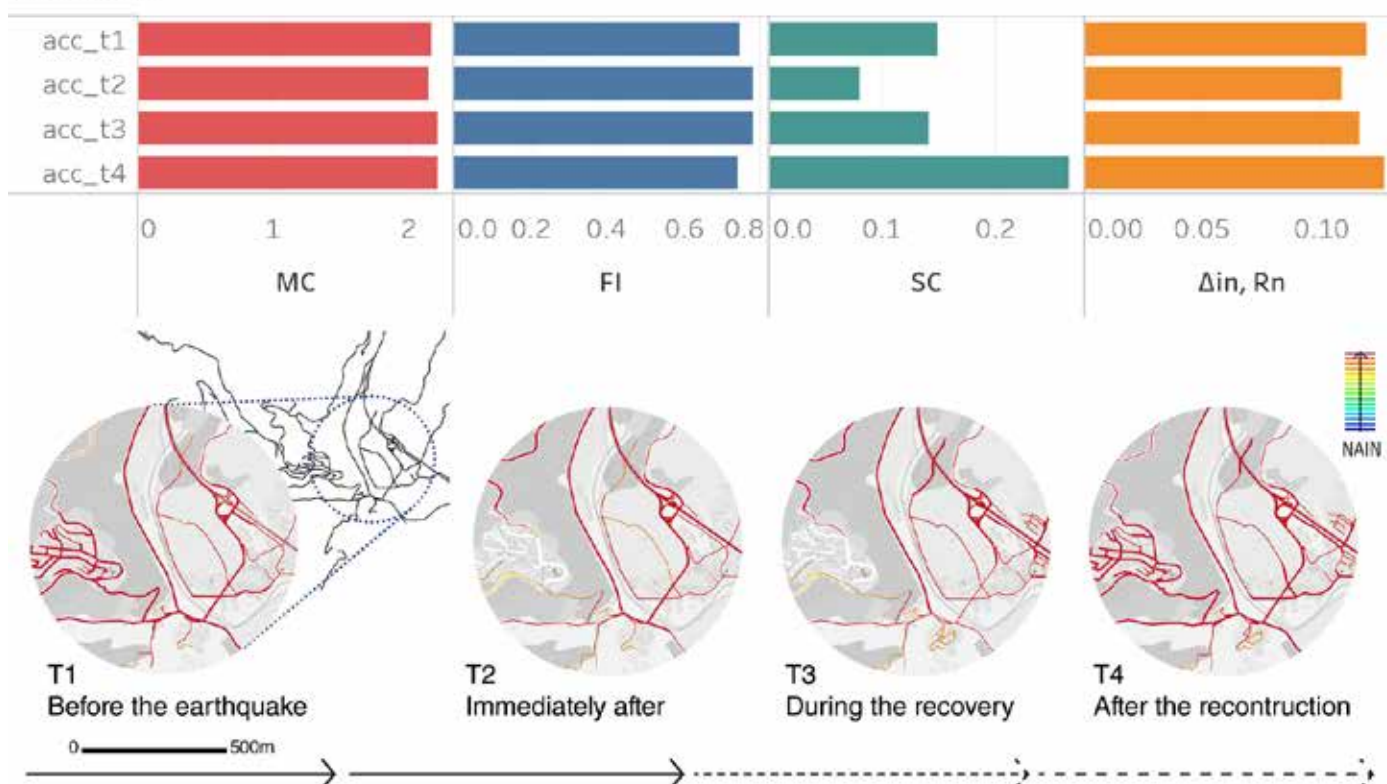 acc_t1
acc_t2
acc_t3
acc_t4
0 1 2 0.0 0.2 0.4 0.6 0.8 0.0 0.1 0.2 0.00 0.05 0.10
MC FI SC Δin, Rn
NAIN
T1 T2 T3 T4
Before the earthquake Immediately after During the recovery After the recontruction
0 500m